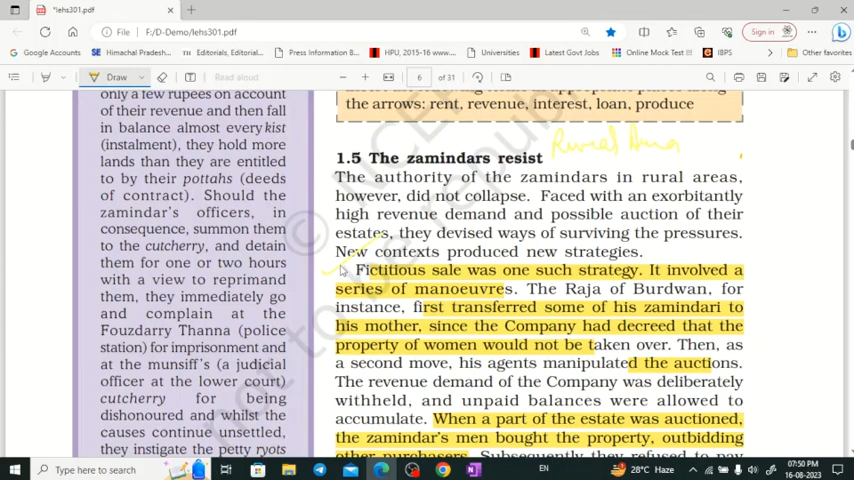 *lehs301.pdf
File
F:/D-Demo/lehs301.pdf
Sign in
Google Accounts
Himachal Pradesh
Editorials, Editorial...
Press Information B...
HPU, 2015-16 www....
Latest Govt Jobs
Online Mock Test !!!
IBPS
Other favorites
Draw
Read aloud
6 of 31
only a few rupees on account
of their revenue and then fall
in balance almost every kist
(instalment), they hold more
lands than they are entitled
to by their pottahs (deeds
of contract). Should the
zamindar's officers, in
consequence, summon them
to the cutcherry, and detain
them for one or two hours
with a view to reprimand
them, they immediately go
and complain at the
Fouzdarry Thanna (police
station) for imprisonment and
at the munsiff's (a judicial
officer at the lower court)
cutcherry for being
dishonoured and whilst the
causes continue unsettled,
they instigate the petty ryots
the arrows: rent, revenue, interest, loan, produce
Rural Area
1.5 The zamindars resist
The authority of the zamindars in rural areas,
however, did not collapse. Faced with an exorbitantly
high revenue demand and possible auction of their
estates, they devised ways of surviving the pressures.
New contexts produced new strategies.
Fictitious sale was one such strategy. It involved a
series of manoeuvres. The Raja of Burdwan, for
instance, first transferred some of his zamindari to
his mother, since the Company had decreed that the
property of women would not be taken over. Then, as
a second move, his agents manipulated the auctions.
The revenue demand of the Company was deliberately
withheld, and unpaid balances were allowed to
accumulate. When a part of the estate was auctioned,
the zamindar's men bought the property, outbidding
other purchasers. Subsequently they refused to pay
© NCERT
not to be republished
Type here to search
EN
28°C Haze
07:50 PM
16-08-2023